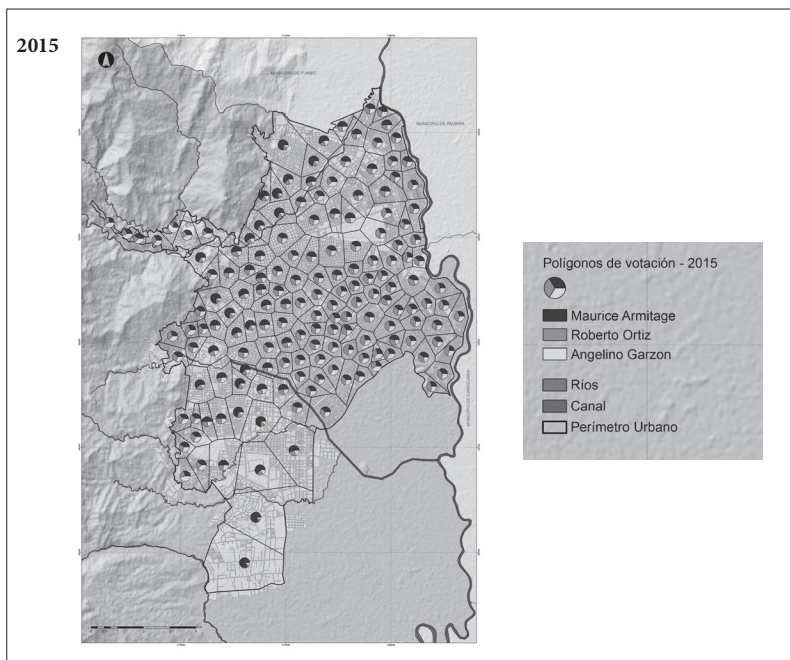 2015
MUNICIPIO DE YUMBO
MUNICIPIO DE PALMIRA
MUNICIPIO DE CANDELARIA
Polígonos de votación - 2015
Maurice Armitage
Roberto Ortiz
Angelino Garzon
Ríos
Canal
Perímetro Urbano